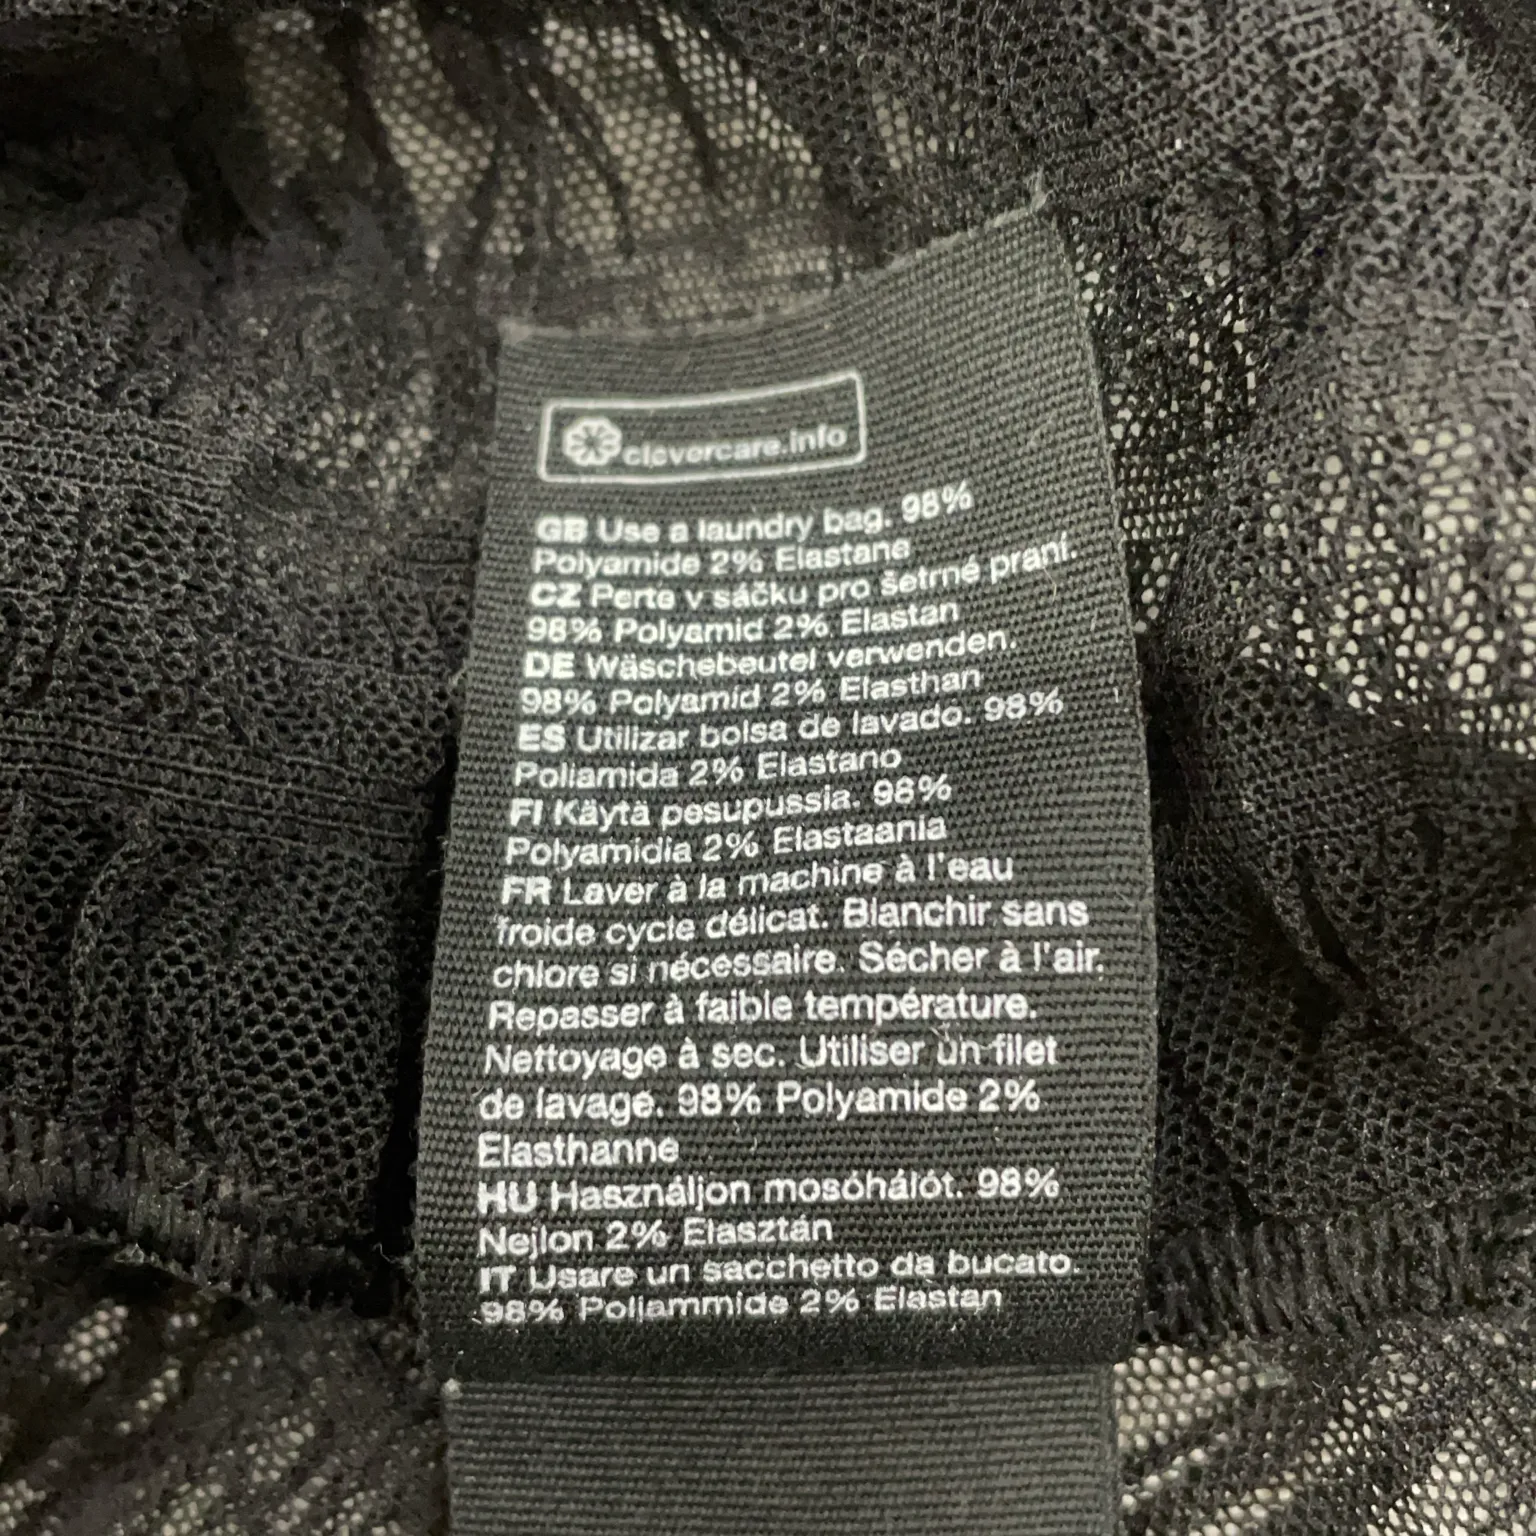 clevercare.info
GB Use a laundry bag. 98%
Polyamide 2% Elastane
CZ Perte v sáčku pro šetrné praní.
98% Polyamid 2% Elastan
DE Wäschebeutel verwenden.
98% Polyamid 2% Elasthan
ES Utilizar bolsa de lavado. 98%
Poliamida 2% Elastano
FI Käytä pesupussia. 98%
Polyamidia 2% Elastaania
FR Laver à la machine à l'eau
froide cycle délicat. Blanchir sans
chlore si nécessaire. Sécher à l'air.
Repasser à faible température.
Nettoyage à sec. Utiliser un filet
de lavage. 98% Polyamide 2%
Elasthanne
HU Használjon mosóhálót. 98%
Nejlon 2% Elasztán
IT Usare un sacchetto da bucato.
98% Poliammide 2% Elastan